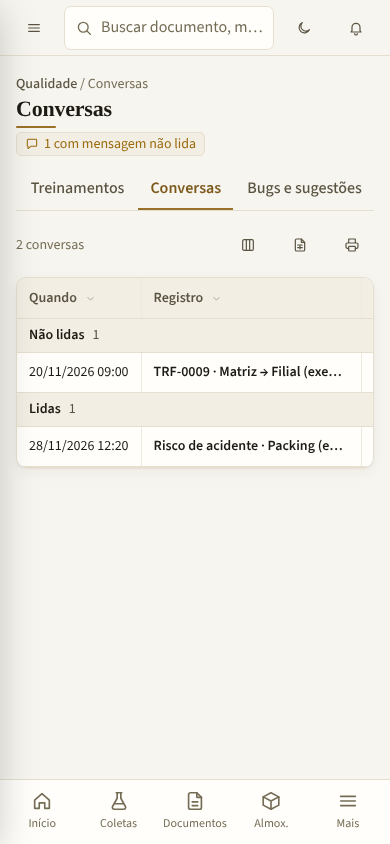 Buscar documento, m…
Qualidade / Conversas
Conversas
1 com mensagem não lida
Treinamentos Conversas Bugs e sugestões
2 conversas
Quando Registro
Não lidas 1
20/11/2026 09:00 TRF-0009 · Matriz → Filial (exe…
Lidas 1
28/11/2026 12:20 Risco de acidente · Packing (e…
Início Coletas Documentos Almox. Mais